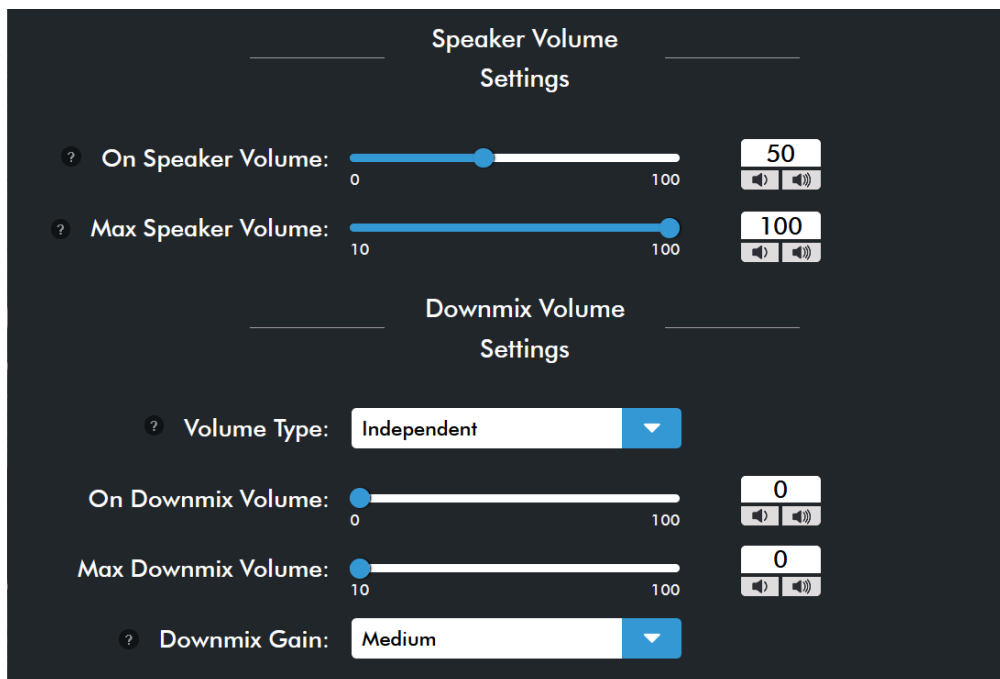 Speaker Volume
Settings
? On Speaker Volume:
0 100
50
? Max Speaker Volume:
10 100
100
Downmix Volume
Settings
? Volume Type: Independent
On Downmix Volume:
0 100
0
Max Downmix Volume:
10 100
0
? Downmix Gain: Medium